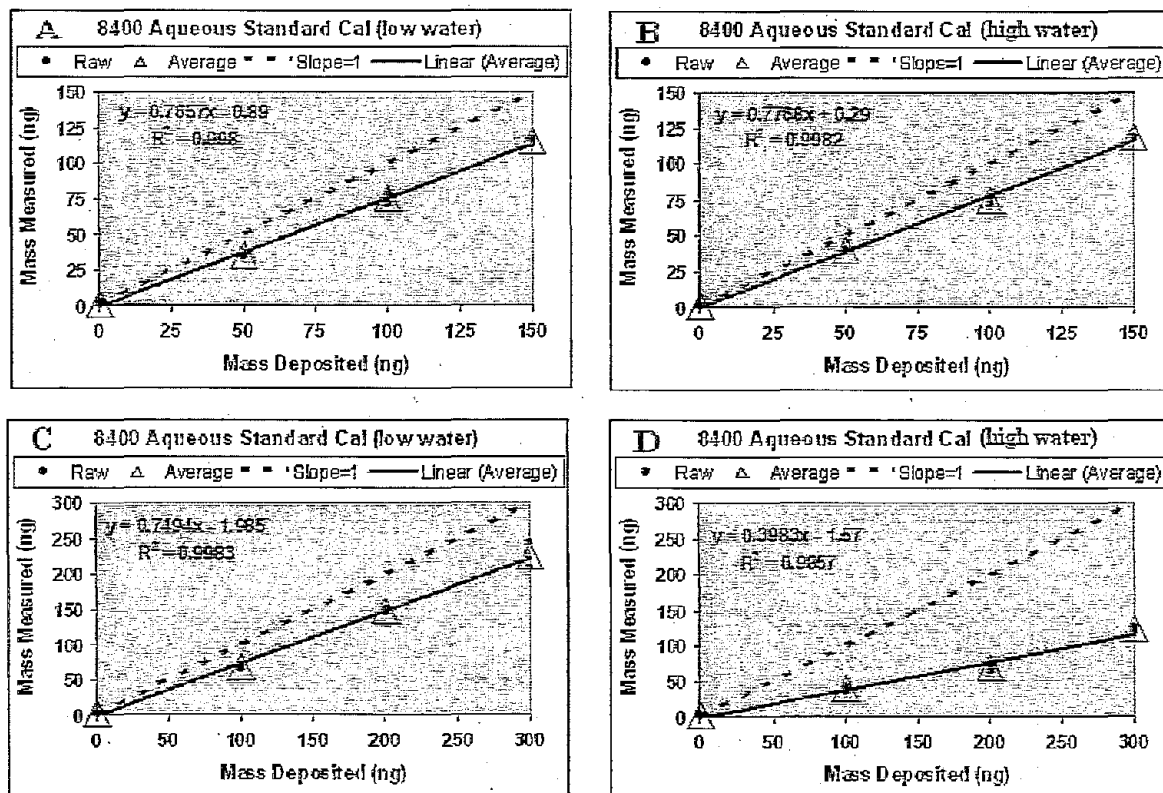 A 8400 Aqueous Standard Cal (low water)
Raw Average Slope=1 Linear (Average)
Mass Measured (ng)
150
125
100
75
50
25
0
R² = 0.998
0 25 50 75 100 125 150
Mass Deposited (ng)
B 8400 Aqueous Standard Cal (high water)
Raw Average Slope=1 Linear (Average)
Mass Measured (ng)
150
125
100
75
50
25
0
R² = 0.9982
0 25 50 75 100 125 150
Mass Deposited (ng)
C 8400 Aqueous Standard Cal (low water)
Raw Average Slope=1 Linear (Average)
Mass Measured (ng)
300
250
200
150
100
50
0
y = 0.7494x - 1.985
R² = 0.9983
0 50 100 150 200 250 300
Mass Deposited (ng)
D 8400 Aqueous Standard Cal (high water)
Raw Average Slope=1 Linear (Average)
Mass Measured (ng)
300
250
200
150
100
50
0
y = 0.3983x - 1.57
R² = 0.9857
0 50 100 150 200 250 300
Mass Deposited (ng)